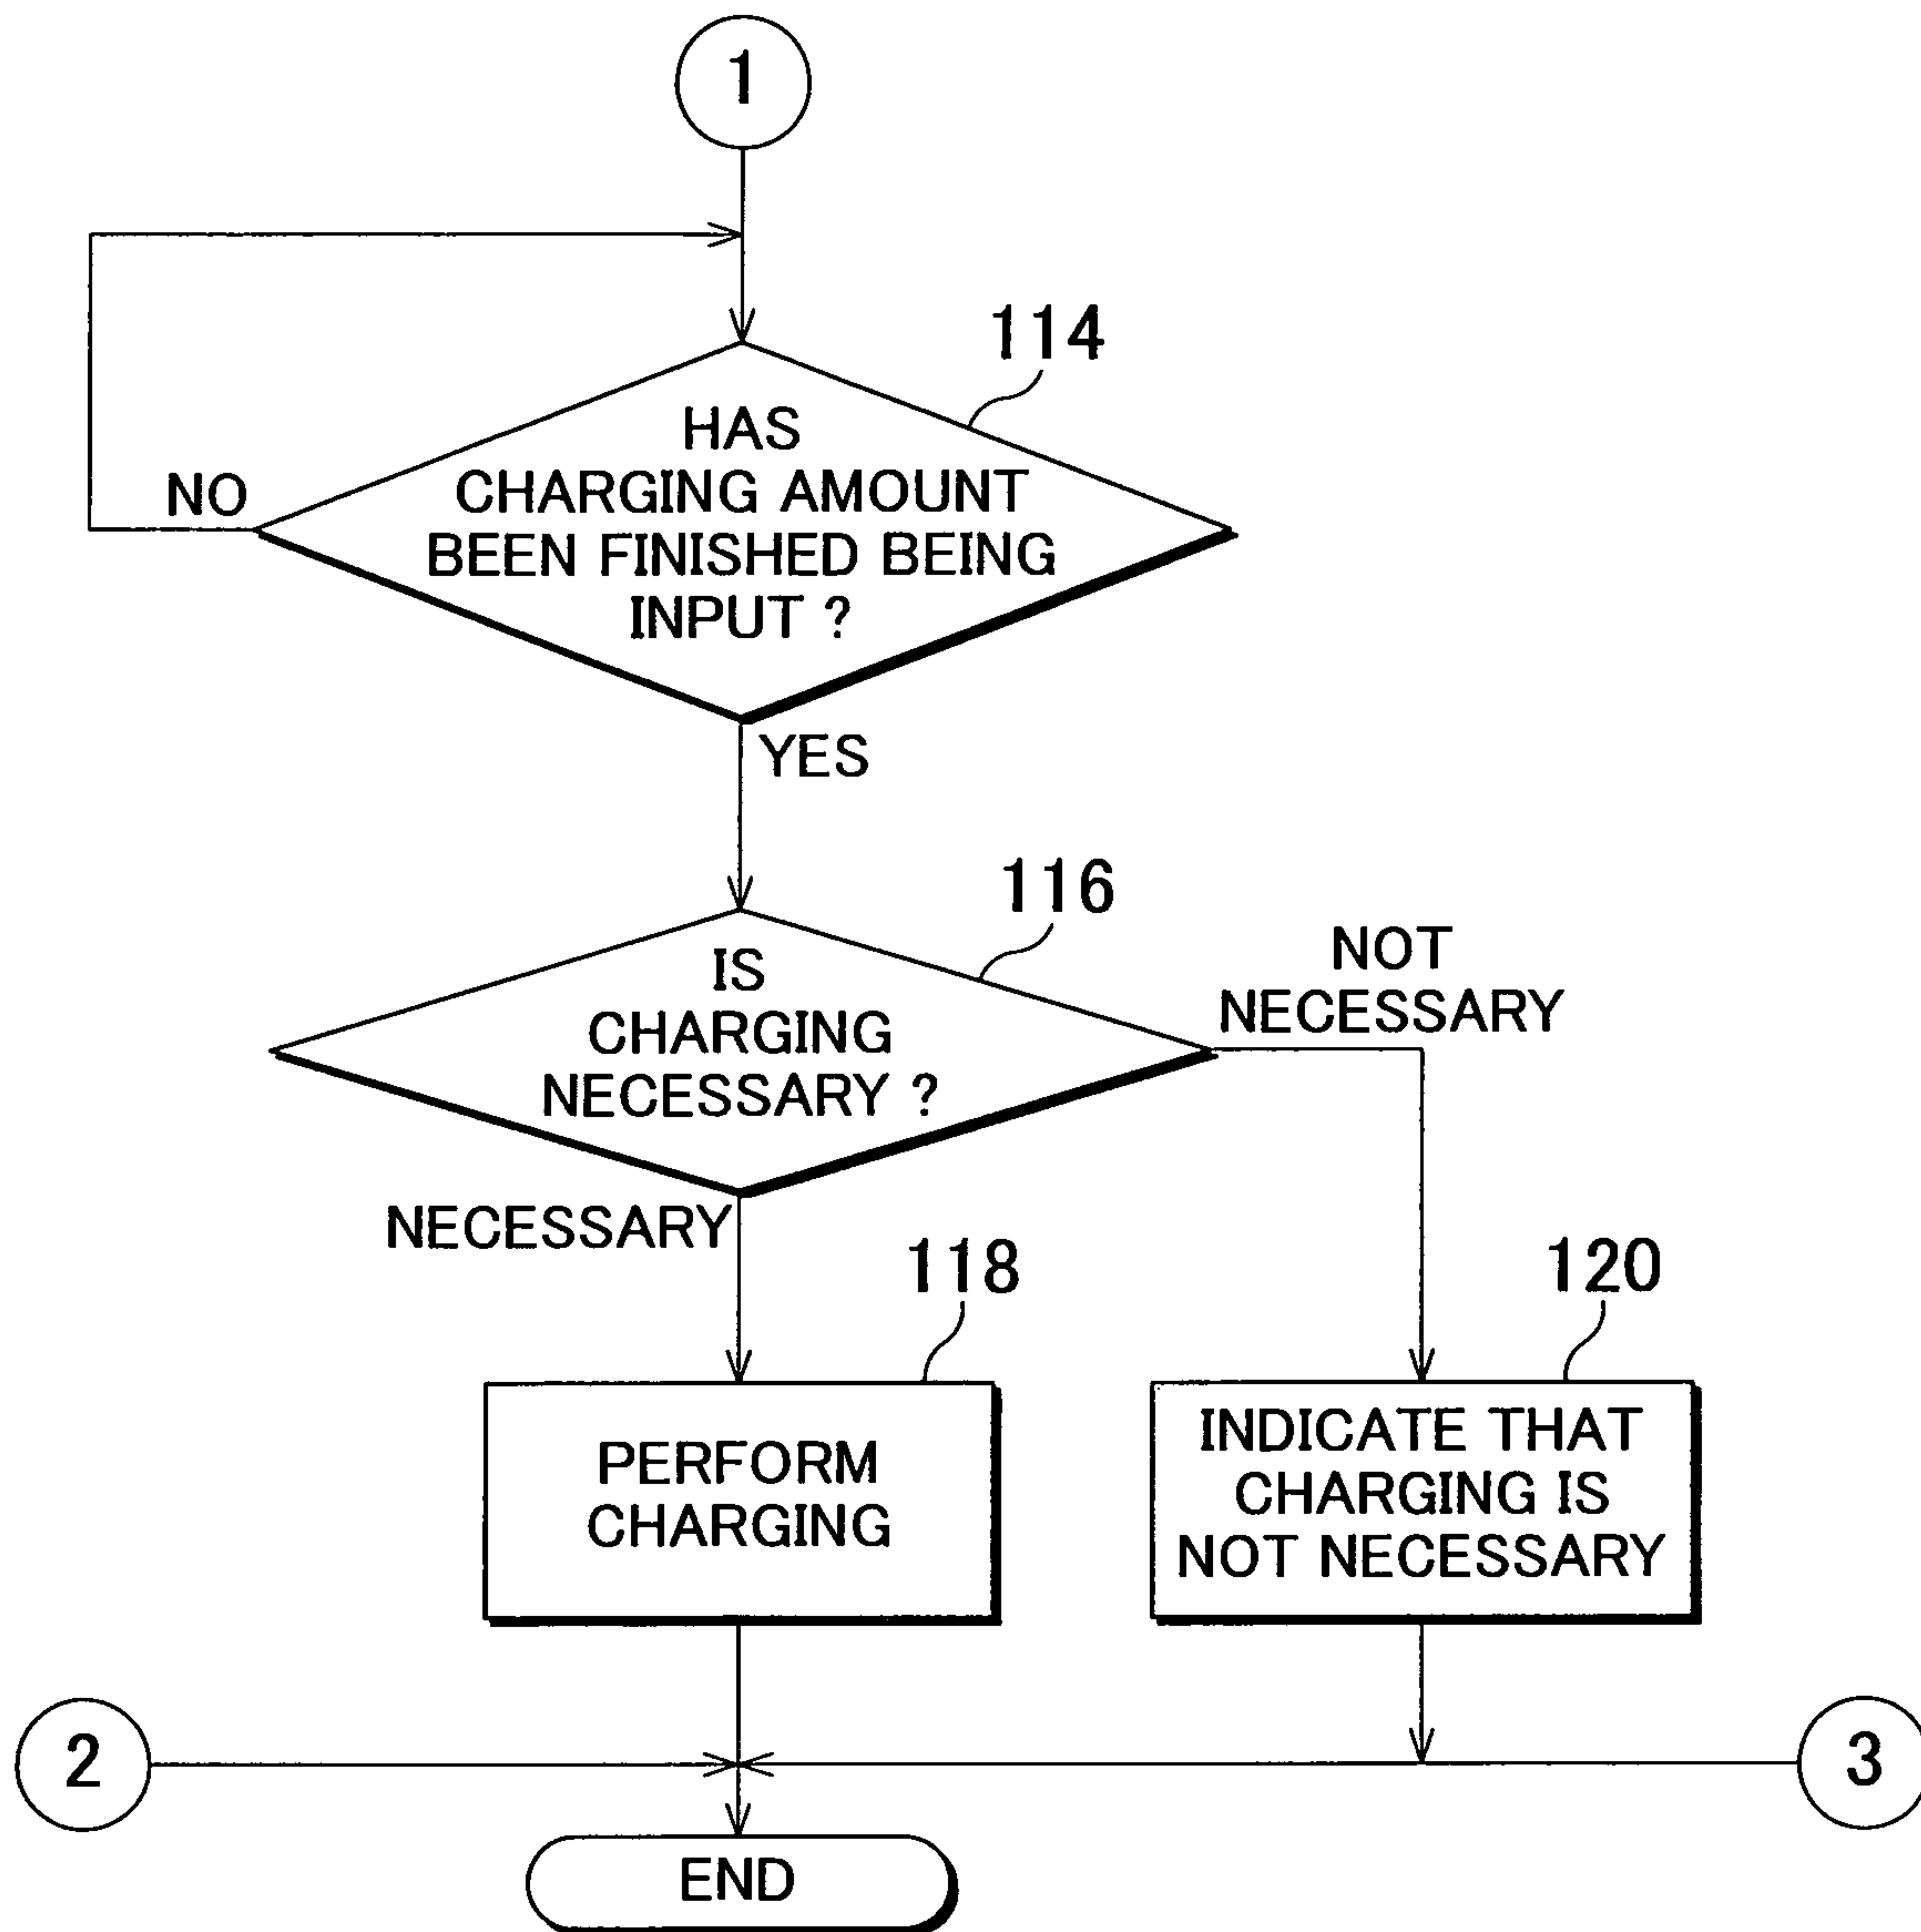 1
114
HAS
CHARGING AMOUNT
BEEN FINISHED BEING
INPUT ?
NO
YES
116
IS
CHARGING
NECESSARY ?
NOT
NECESSARY
NECESSARY
118
120
PERFORM
CHARGING
INDICATE THAT
CHARGING IS
NOT NECESSARY
2
3
END